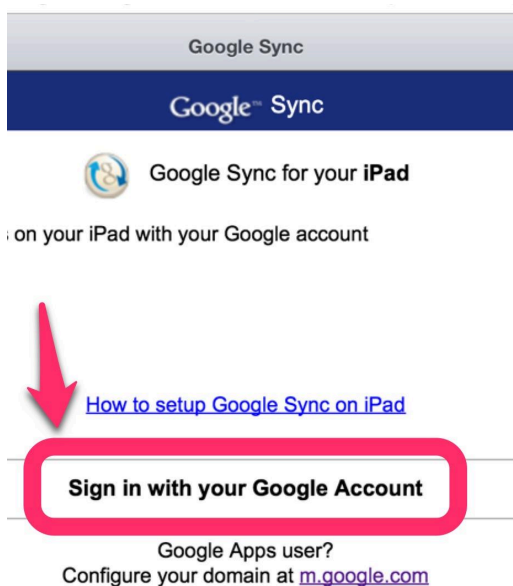 Google Sync
Google™ Sync
Google Sync for your iPad
on your iPad with your Google account
How to setup Google Sync on iPad
Sign in with your Google Account
Google Apps user?
Configure your domain at m.google.com